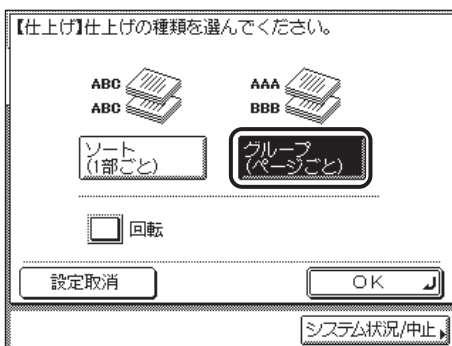 【仕上げ】仕上げの種類を選んでください。
ABC
ABC
AAA
BBB
ソート
(1部ごと)
グループ
(ページごと)
回転
設定取消
OK
システム状況/中止